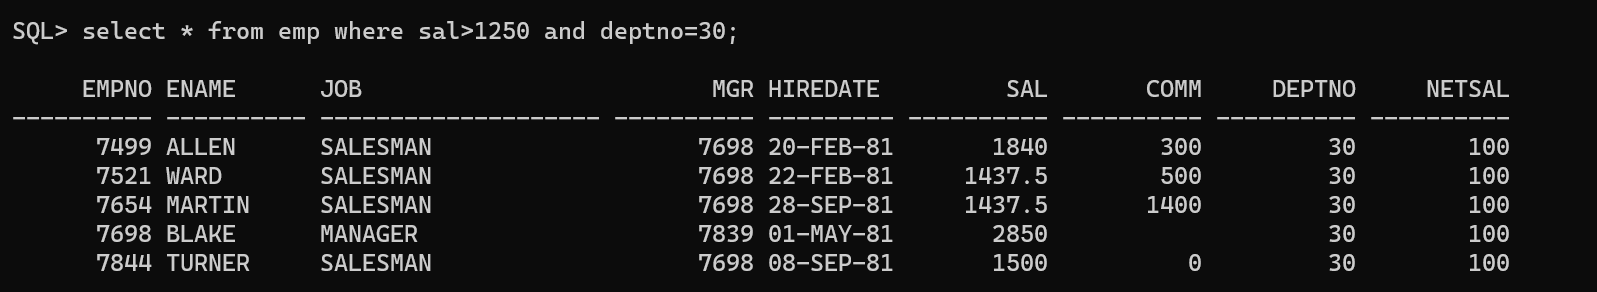 SQL> select * from emp where sal>1250 and deptno=30;
     EMPNO ENAME      JOB                         MGR HIREDATE        SAL       COMM     DEPTNO     NETSAL
---------- ---------- -------------------- ---------- --------- ---------- ---------- ---------- ----------
      7499 ALLEN      SALESMAN                   7698 20-FEB-81       1840        300         30        100
      7521 WARD       SALESMAN                   7698 22-FEB-81     1437.5        500         30        100
      7654 MARTIN     SALESMAN                   7698 28-SEP-81     1437.5       1400         30        100
      7698 BLAKE      MANAGER                    7839 01-MAY-81       2850                    30        100
      7844 TURNER     SALESMAN                   7698 08-SEP-81       1500          0         30        100